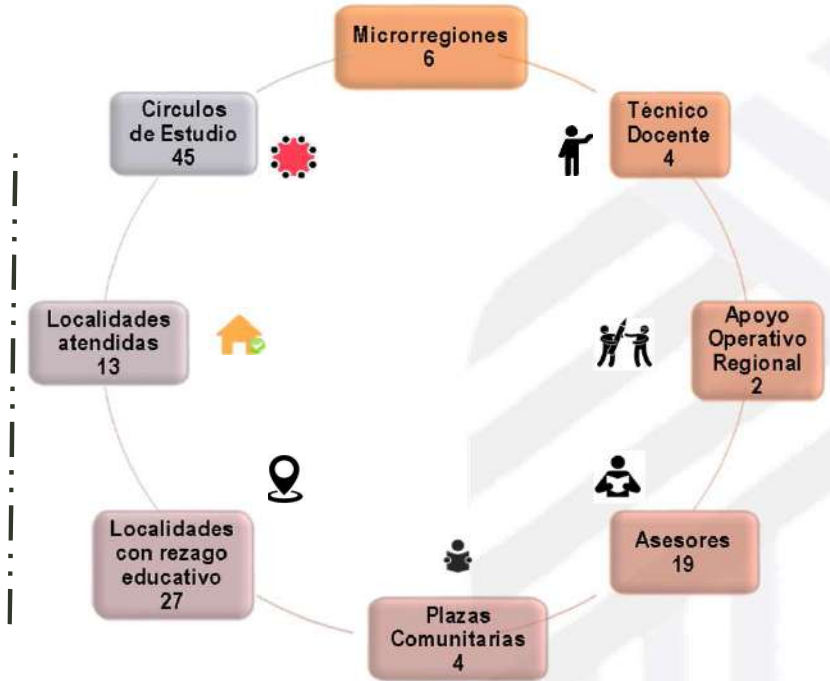 Microrregiones
6
Técnico
Docente
4
Apoyo
Operativo
Regional
2
Asesores
19
Plazas
Comunitarias
4
Localidades
con rezago
educativo
27
Localidades
atendidas
13
Círculos
de Estudio
45